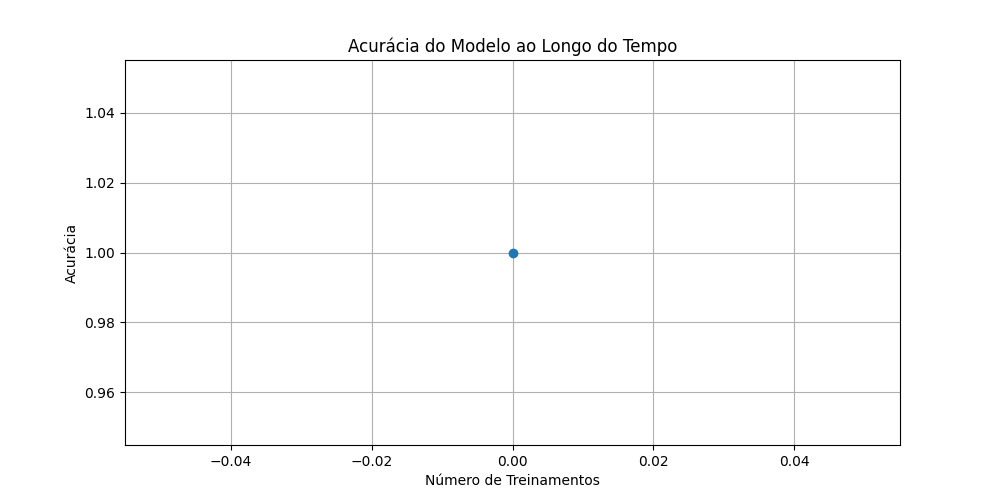 Acurácia do Modelo ao Longo do Tempo
1.04
1.02
1.00
0.98
0.96
Acurácia
−0.04 −0.02 0.00 0.02 0.04
Número de Treinamentos